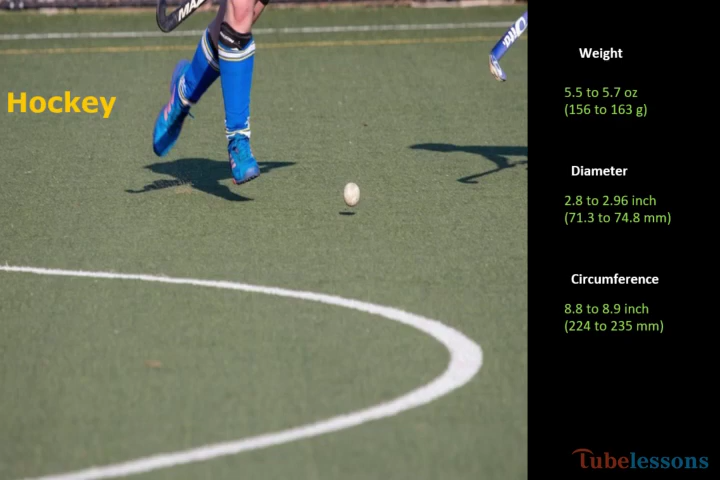 Hockey
Weight
5.5 to 5.7 oz
(156 to 163 g)
Diameter
2.8 to 2.96 inch
(71.3 to 74.8 mm)
Circumference
8.8 to 8.9 inch
(224 to 235 mm)
Tubelessons